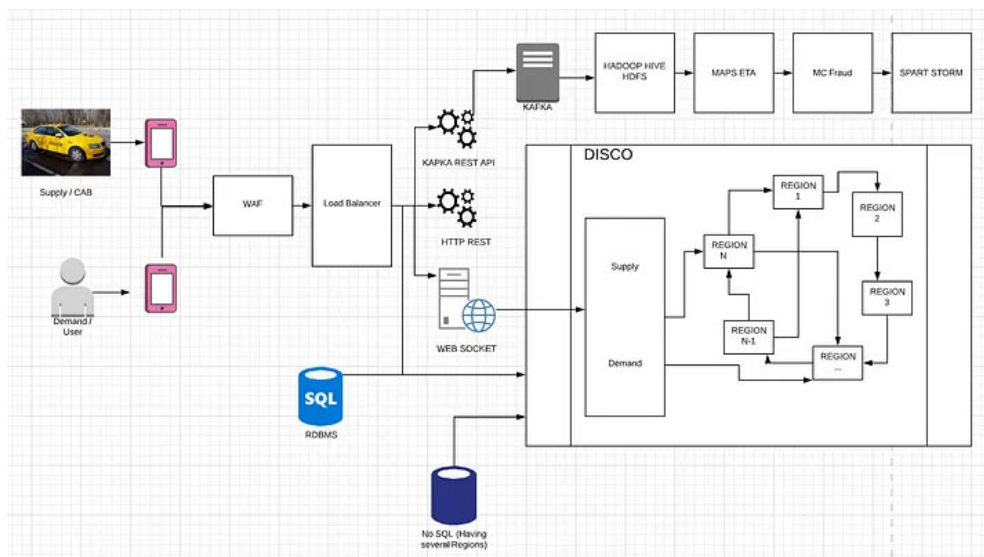 HADOOP HIVE
HDFS
MAPS ETA
MC Fraud
SPART STORM
KAFKA
KAPKA REST API
DISCO
Supply / CAB
WAF
Load Balancer
HTTP REST
REGION
1
REGION
2
REGION
N
REGION
3
REGION
N-1
REGION
...
Supply
Demand
Demand /
User
WEB SOCKET
SQL
RDBMS
No SQL (Having
several Regions)